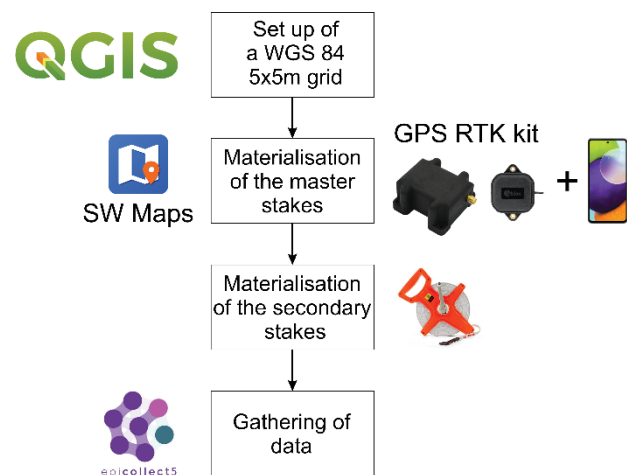 QGIS
Set up of
a WGS 84
5x5m grid
SW Maps
Materialisation
of the master
stakes
GPS RTK kit
+
Materialisation
of the secondary
stakes
epicollect5
Gathering of
data